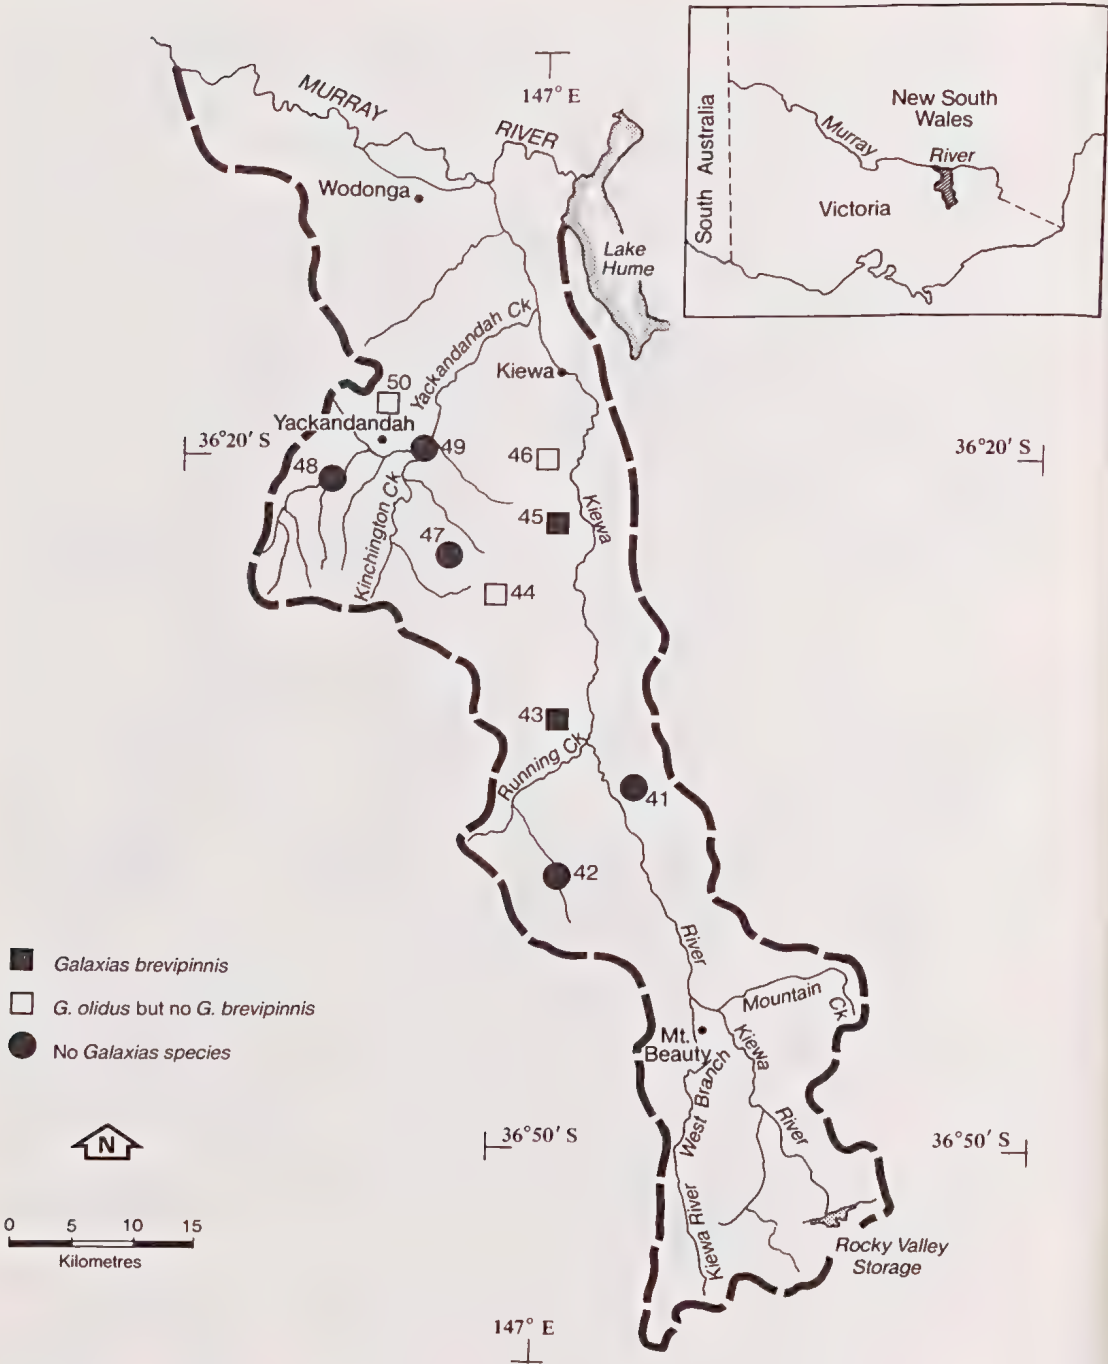 MURRAY
RIVER
147° E
Wodonga
Lake
Hume
South Australia
New South
Wales
Murray
River
Victoria
Yackandandah Ck
Kiewa
50
Yackandandah
36°20′ S
36°20′ S
49
48
46
45
Kiewa
Kinchington Ck
47
44
43
Running Ck
41
42
River
Galaxias brevipinnis
G. olidus but no G. brevipinnis
No Galaxias species
Mountain
Ck
Mt.
Beauty
Kiewa
River
West Branch
Kiewa River
N
36°50′ S
36°50′ S
0 5 10 15
Kilometres
Rocky Valley
Storage
147° E